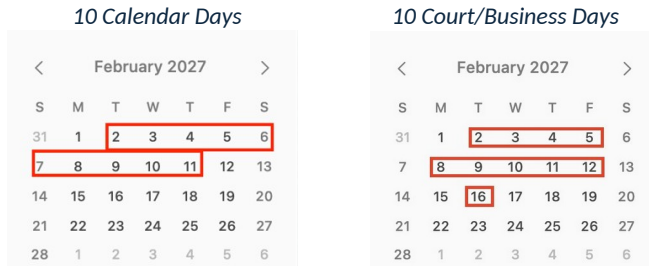 10 Calendar Days
February 2027
S M T W T F S
31 1 2 3 4 5 6
7 8 9 10 11 12 13
14 15 16 17 18 19 20
21 22 23 24 25 26 27
28 1 2 3 4 5 6
10 Court/Business Days
February 2027
S M T W T F S
31 1 2 3 4 5 6
7 8 9 10 11 12 13
14 15 16 17 18 19 20
21 22 23 24 25 26 27
28 1 2 3 4 5 6